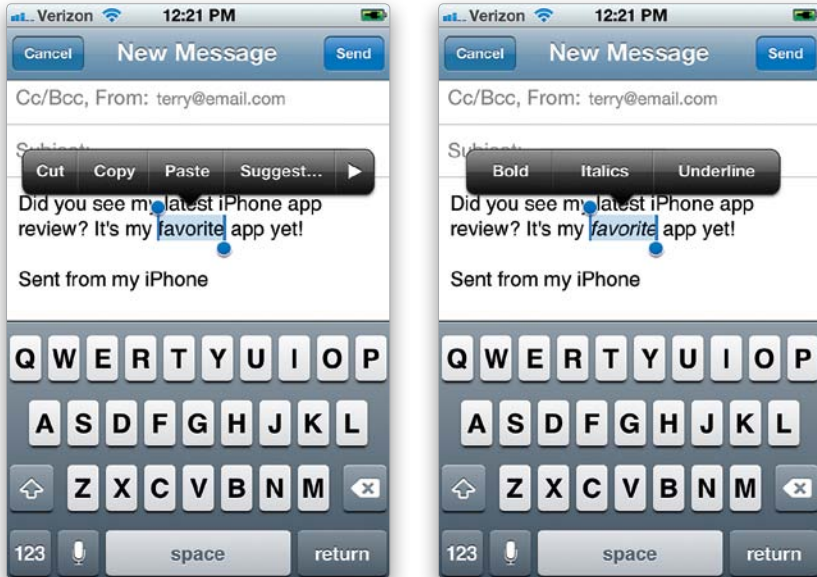 Verizon 12:21 PM
Cancel New Message Send
Cc/Bcc, From: terry@email.com
Subject:
Cut Copy Paste Suggest...
Did you see my latest iPhone app
review? It's my favorite app yet!
Sent from my iPhone
Q W E R T Y U I O P
A S D F G H J K L
Z X C V B N M
123 space return
Verizon 12:21 PM
Cancel New Message Send
Cc/Bcc, From: terry@email.com
Subject:
Bold Italics Underline
Did you see my latest iPhone app
review? It's my favorite app yet!
Sent from my iPhone
Q W E R T Y U I O P
A S D F G H J K L
Z X C V B N M
123 space return